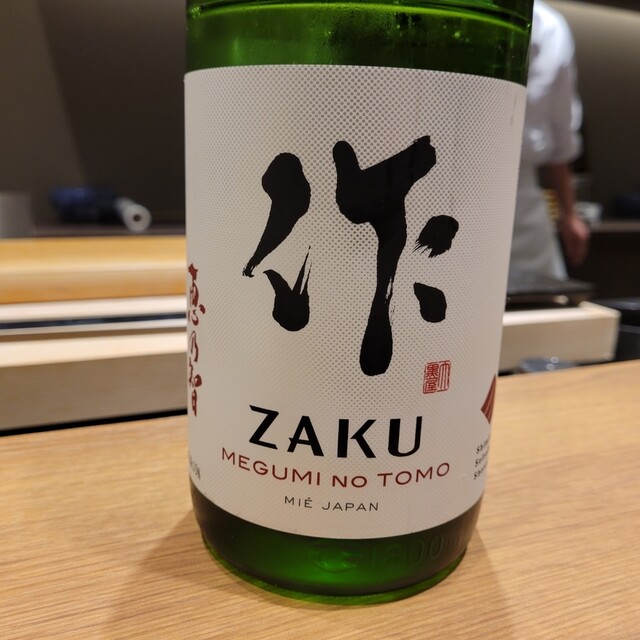 作
恵乃智
ZAKU
MEGUMI NO TOMO
MIÉ JAPAN